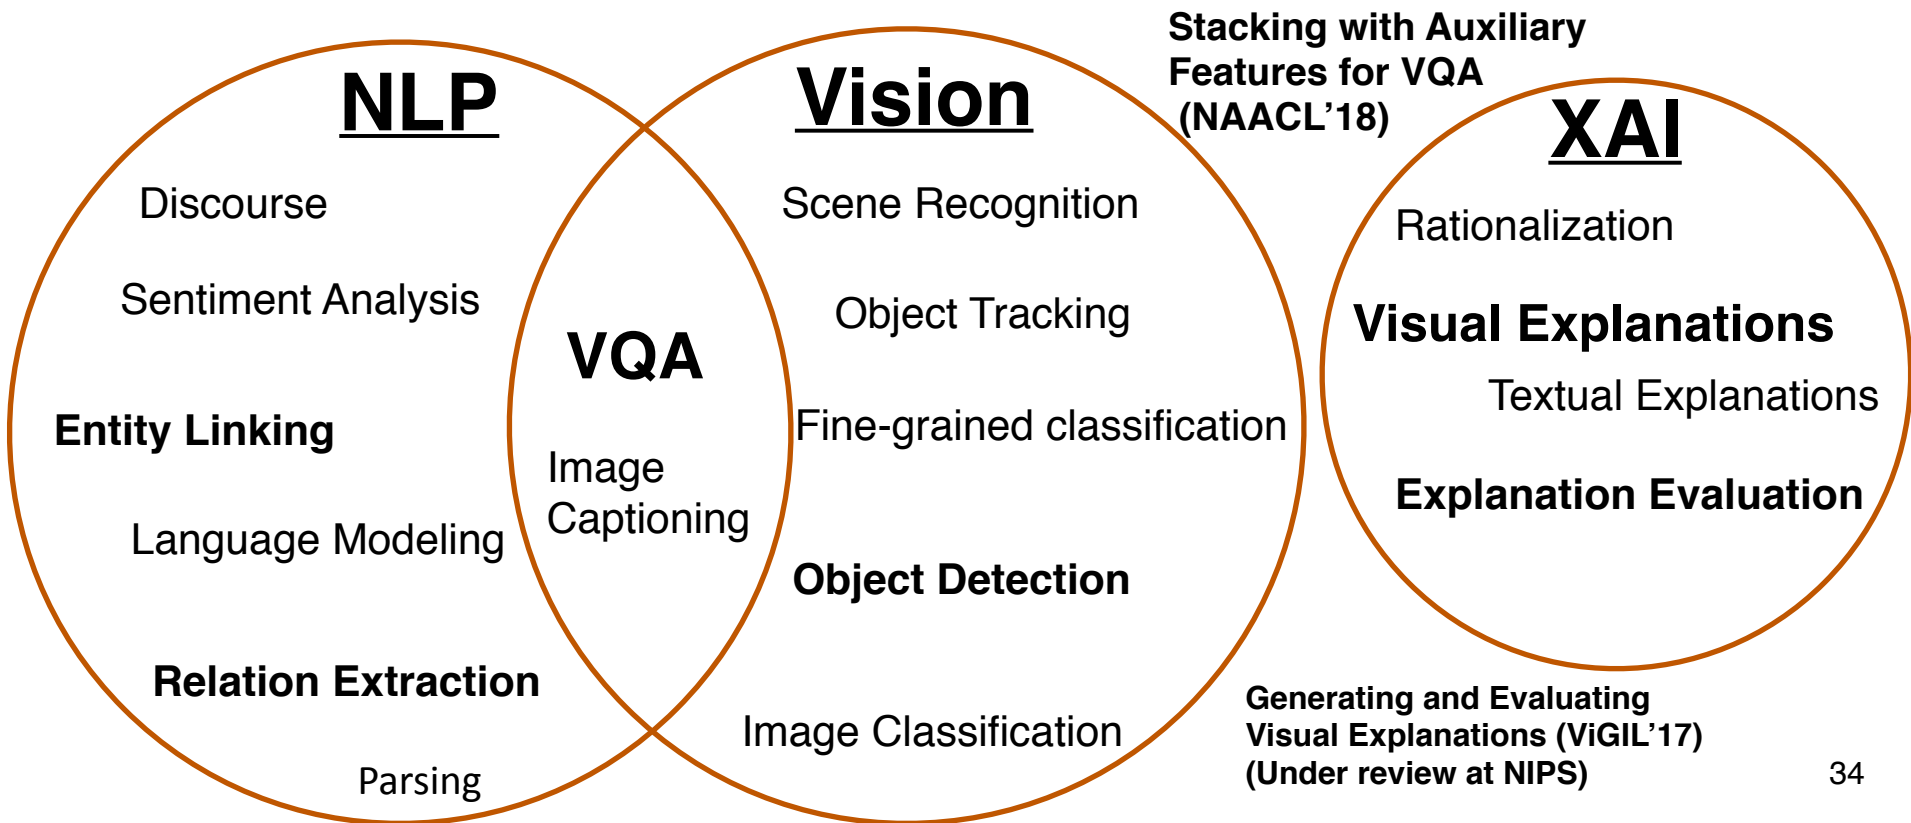 NLP
Discourse
Sentiment Analysis
Entity Linking
Language Modeling
Relation Extraction
Parsing
VQA
Image
Captioning
Vision
Scene Recognition
Object Tracking
Fine-grained classification
Object Detection
Image Classification
Stacking with Auxiliary
Features for VQA
(NAACL’18)
XAI
Rationalization
Visual Explanations
Textual Explanations
Explanation Evaluation
Generating and Evaluating
Visual Explanations (ViGIL’17)
(Under review at NIPS)
34